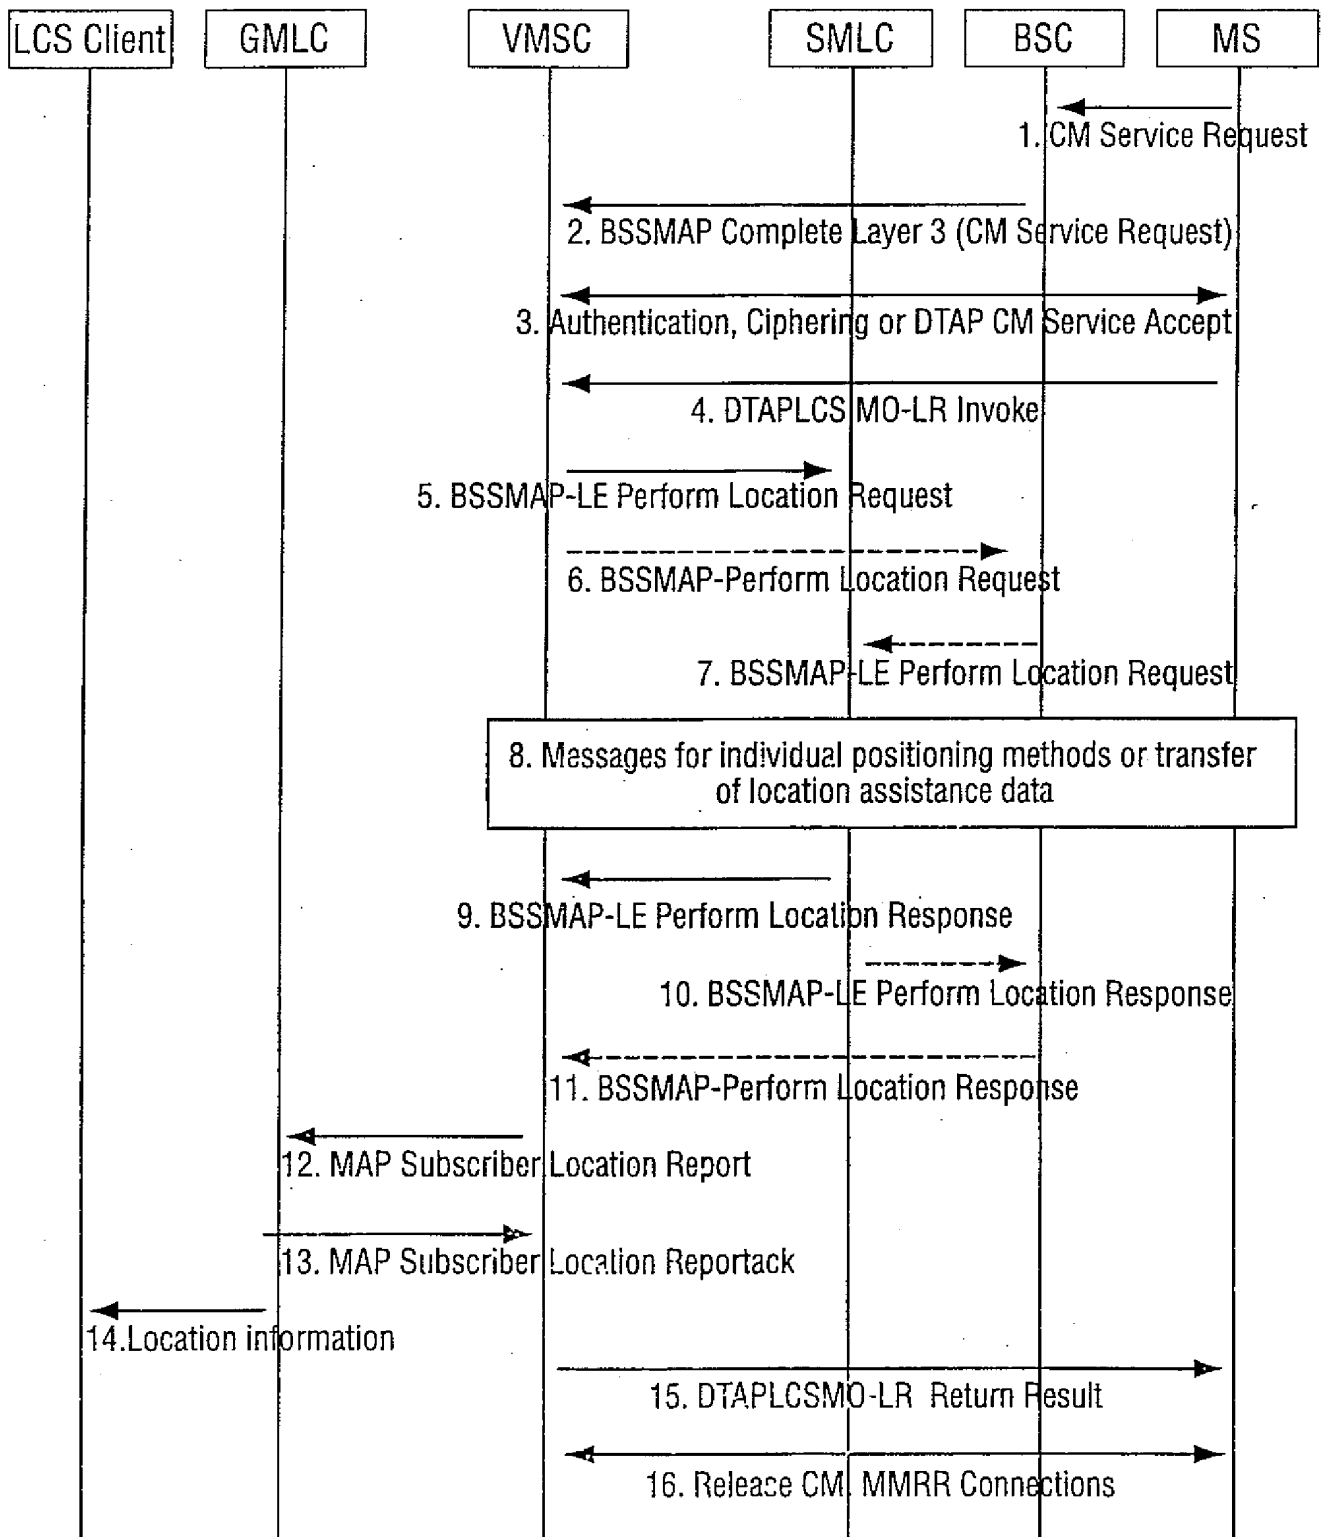 LCS Client
GMLC
VMSC
SMLC
BSC
MS
1. CM Service Request
2. BSSMAP Complete Layer 3 (CM Service Request)
3. Authentication, Ciphering or DTAP CM Service Accept
4. DTAPLCS MO-LR Invoke
5. BSSMAP-LE Perform Location Request
6. BSSMAP-Perform Location Request
7. BSSMAP-LE Perform Location Request
8. Messages for individual positioning methods or transfer
of location assistance data
9. BSSMAP-LE Perform Location Response
10. BSSMAP-LE Perform Location Response
11. BSSMAP-Perform Location Response
12. MAP Subscriber Location Report
13. MAP Subscriber Location Reportack
14.Location information
15. DTAPLCSMO-LR Return Result
16. Release CM, MMRR Connections